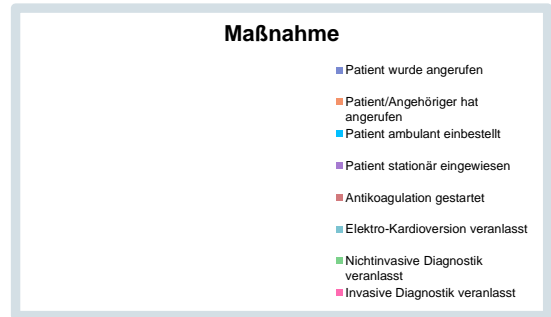 Maßnahme
Patient wurde angerufen
Patient/Angehöriger hat
angerufen
Patient ambulant einbestellt
Patient stationär eingewiesen
Antikoagulation gestartet
Elektro-Kardioversion veranlasst
Nichtinvasive Diagnostik
veranlasst
Invasive Diagnostik veranlasst